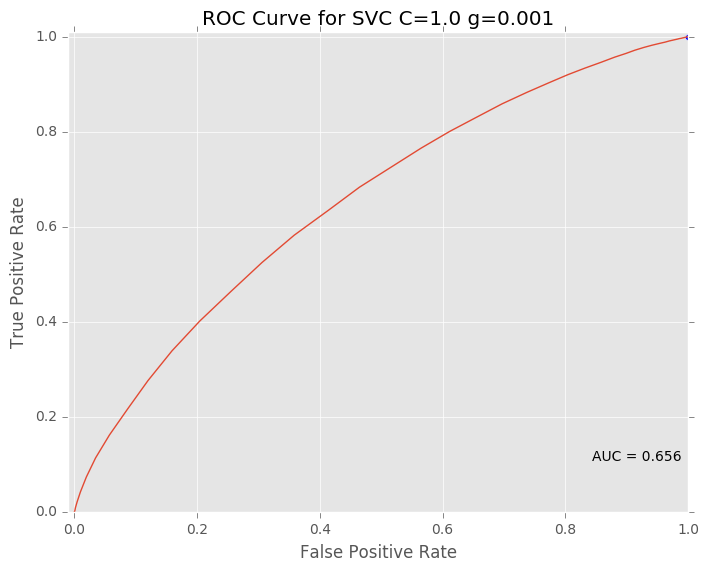 ROC Curve for SVC C=1.0 g=0.001
1.0
0.8
0.6
0.4
0.2
0.0
True Positive Rate
AUC = 0.656
0.0 0.2 0.4 0.6 0.8 1.0
False Positive Rate